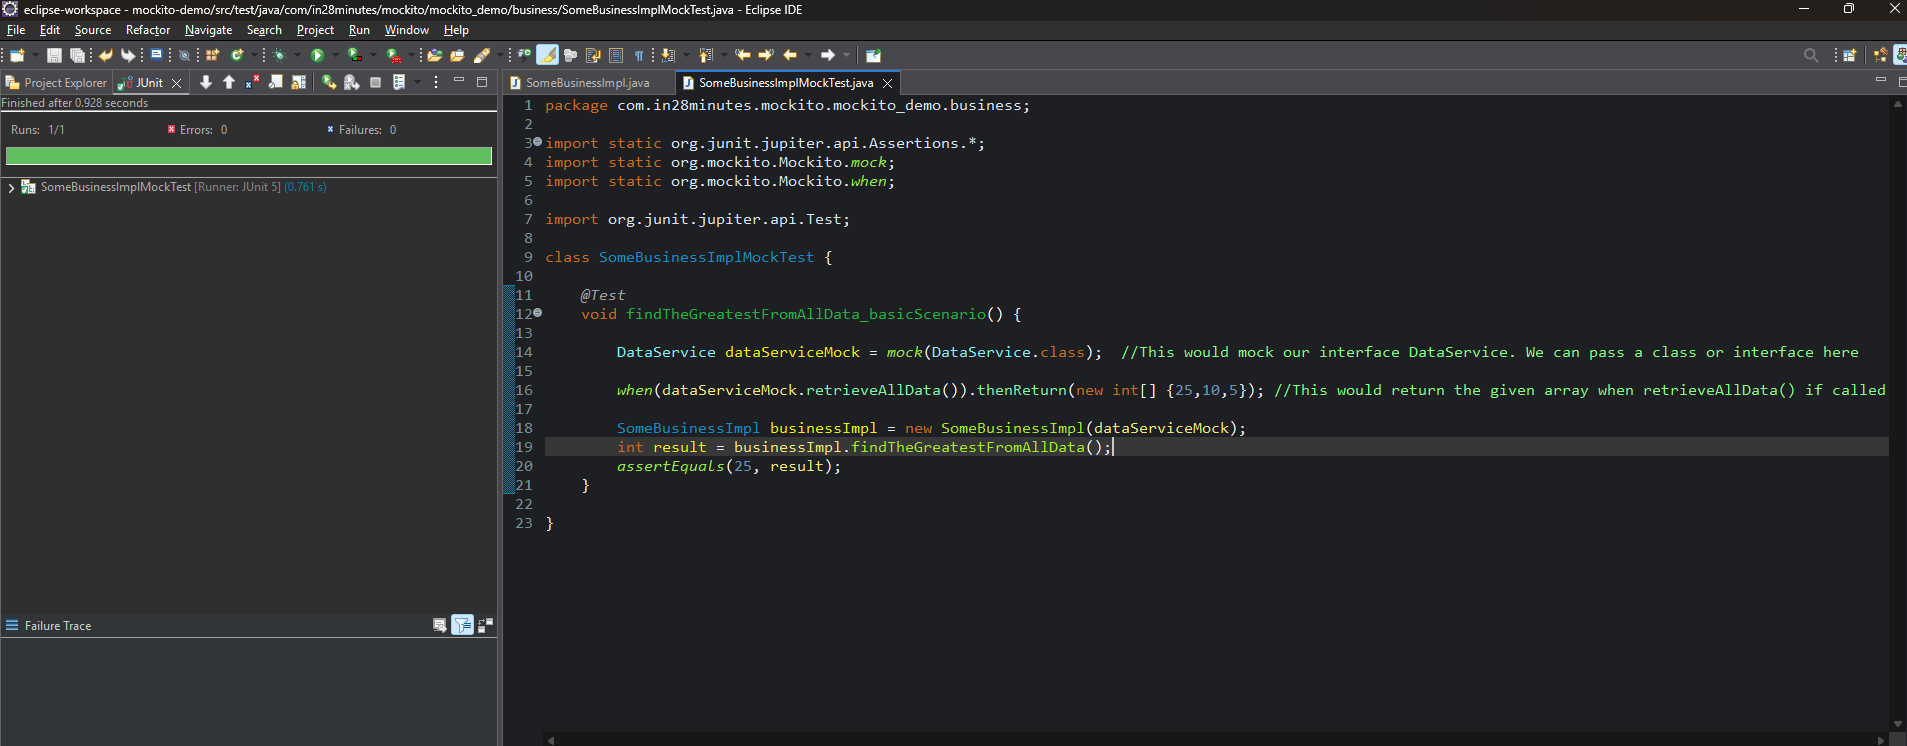 eclipse-workspace - mockito-demo/src/test/java/com/in28minutes/mockito/mockito_demo/business/SomeBusinessImplMockTest.java - Eclipse IDE
File Edit Source Refactor Navigate Search Project Run Window Help
Project Explorer JUnit
Finished after 0.928 seconds
Runs: 1/1 Errors: 0 Failures: 0
SomeBusinessImplMockTest [Runner: JUnit 5] (0.761 s)
Failure Trace
SomeBusinessImpl.java SomeBusinessImplMockTest.java
1 package com.in28minutes.mockito.mockito_demo.business;
2
3 import static org.junit.jupiter.api.Assertions.*;
4 import static org.mockito.Mockito.mock;
5 import static org.mockito.Mockito.when;
6
7 import org.junit.jupiter.api.Test;
8
9 class SomeBusinessImplMockTest {
10
11 @Test
12 void findTheGreatestFromAllData_basicScenario() {
13
14 DataService dataServiceMock = mock(DataService.class); //This would mock our interface DataService. We can pass a class or interface here
15
16 when(dataServiceMock.retrieveAllData()).thenReturn(new int[] {25,10,5}); //This would return the given array when retrieveAllData() if called
17
18 SomeBusinessImpl businessImpl = new SomeBusinessImpl(dataServiceMock);
19 int result = businessImpl.findTheGreatestFromAllData();
20 assertEquals(25, result);
21 }
22
23 }